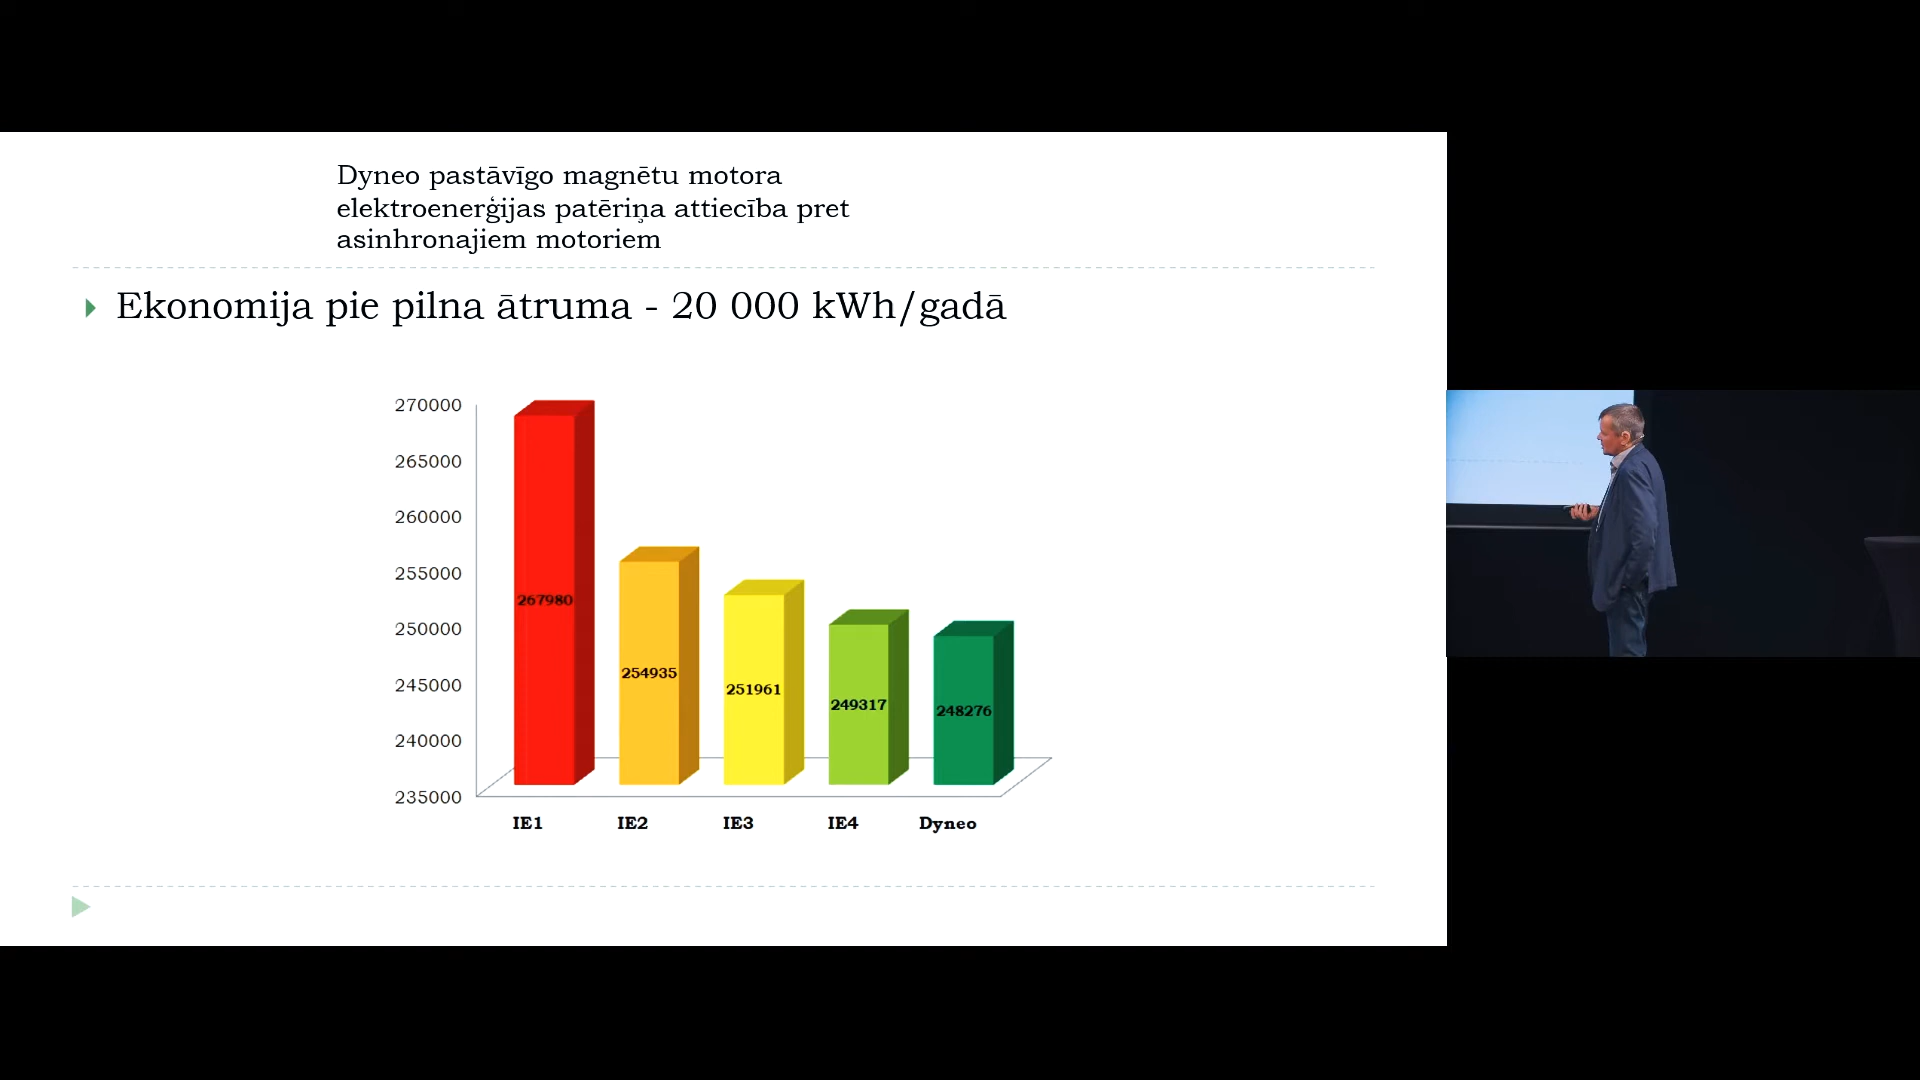 Dyneo pastāvīgo magnētu motora
elektroenerģijas patēriņa attiecība pret
asinhronajiem motoriem
Ekonomija pie pilna ātruma - 20 000 kWh/gadā
270000
265000
260000
255000
250000
245000
240000
235000
267980
254935
251961
249317
248276
IE1
IE2
IE3
IE4
Dyneo